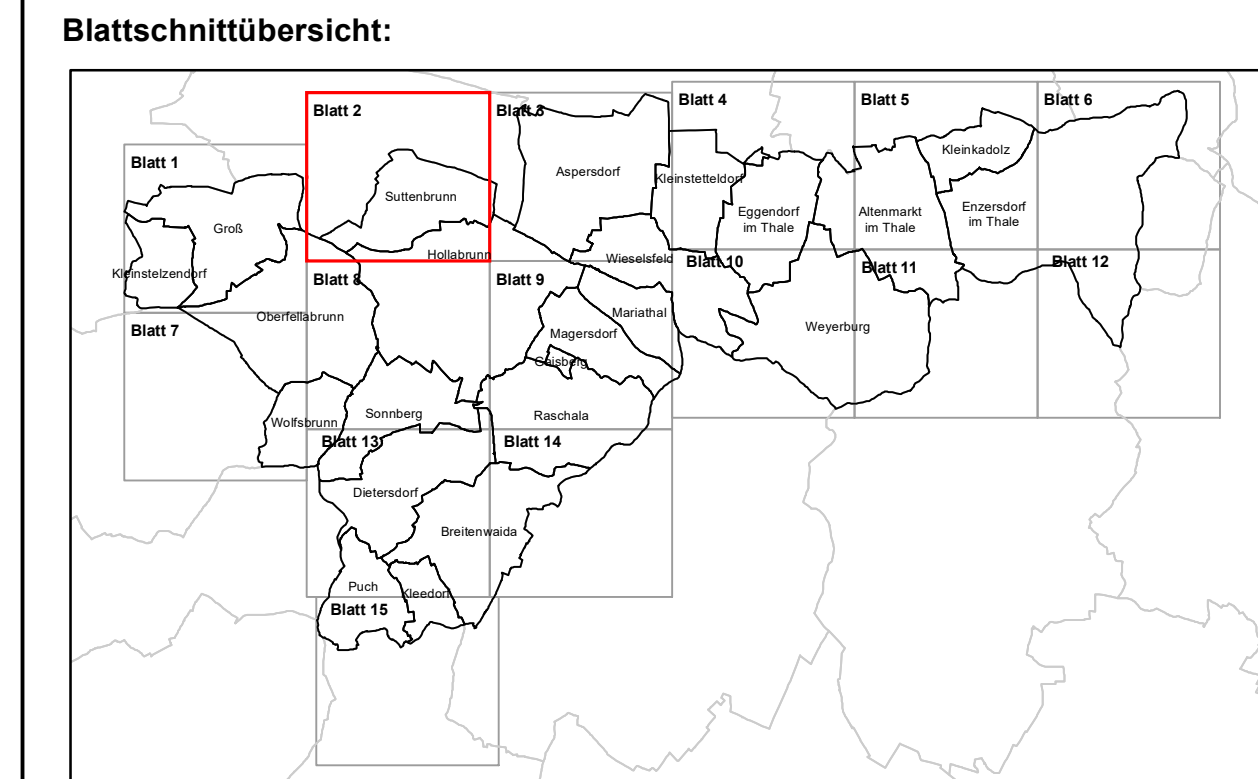 Blattschnittübersicht:
Blatt 4
Blatt 5
Blatt 6
Blatt 2
Blatt 3
Kleinkadolz
Blatt 1
Aspersdorf
Kleinstetteldorf
Suttenbrunn
Enzersdorf
im Thale
Eggendorf
im Thale
Altenmarkt
im Thale
Groß
Hollabrunn
Wieselsfeld
Blatt 10
Blatt 11
Blatt 12
Kleinstelzendorf
Blatt 8
Blatt 9
Oberfellabrunn
Mariathal
Blatt 7
Weyerburg
Magersdorf
Gaisberg
Sonnberg
Raschala
Wolfsbrunn
Blatt 13
Blatt 14
Dietersdorf
Breitenwaida
Puch
Kleedorf
Blatt 15